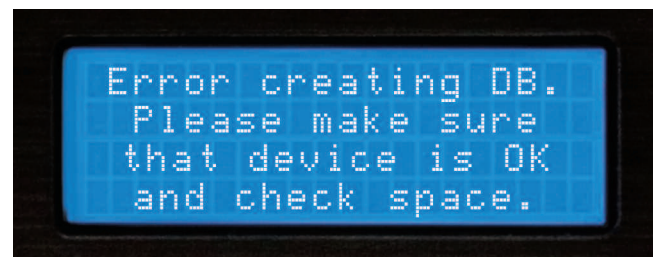 Error creating DB.
Please make sure
that device is OK
and check space.